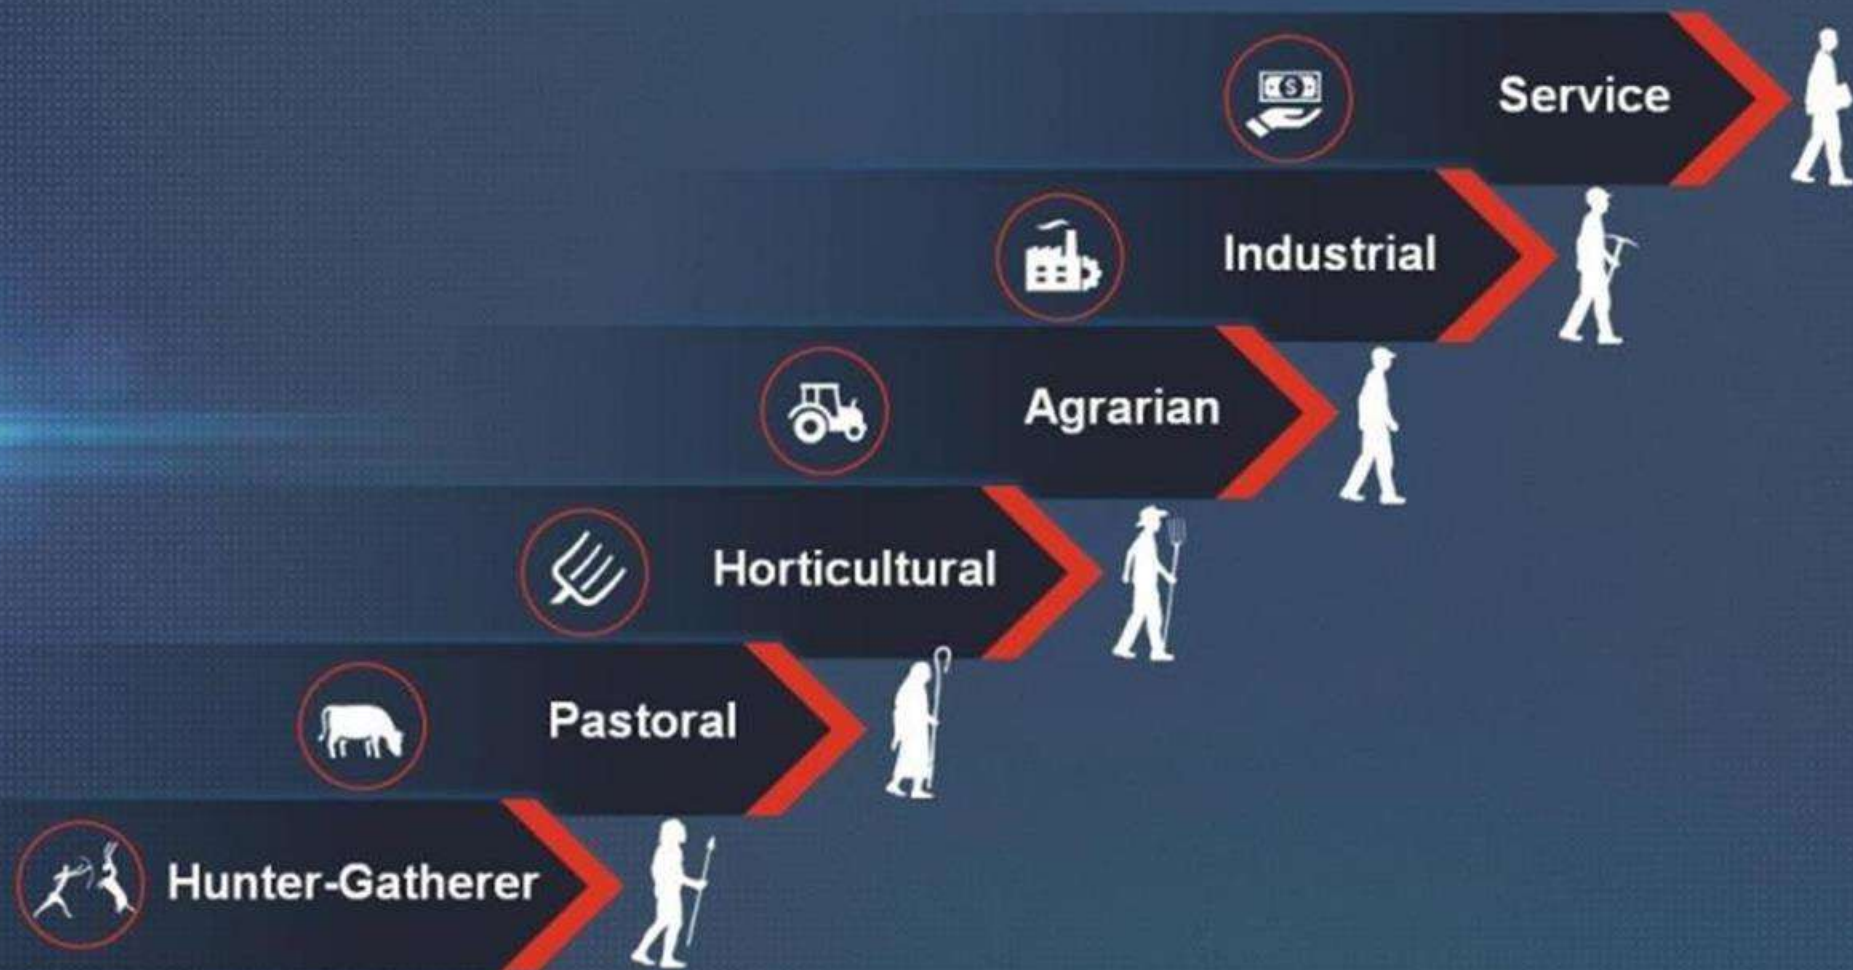 Service
Industrial
Agrarian
Horticultural
Pastoral
Hunter-Gatherer